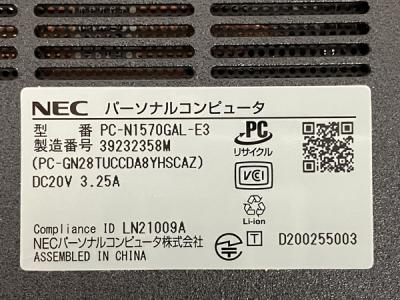 NEC パーソナルコンピュータ
型 番 PC-N1570GAL-E3
製造番号 39232358M
(PC-GN28TUCCDA8YHSCAZ)
DC20V 3.25A
PC
リサイクル
VCCI
Li-ion
Compliance ID LN21009A
NECパーソナルコンピュータ株式会社
ASSEMBLED IN CHINA
T D200255003